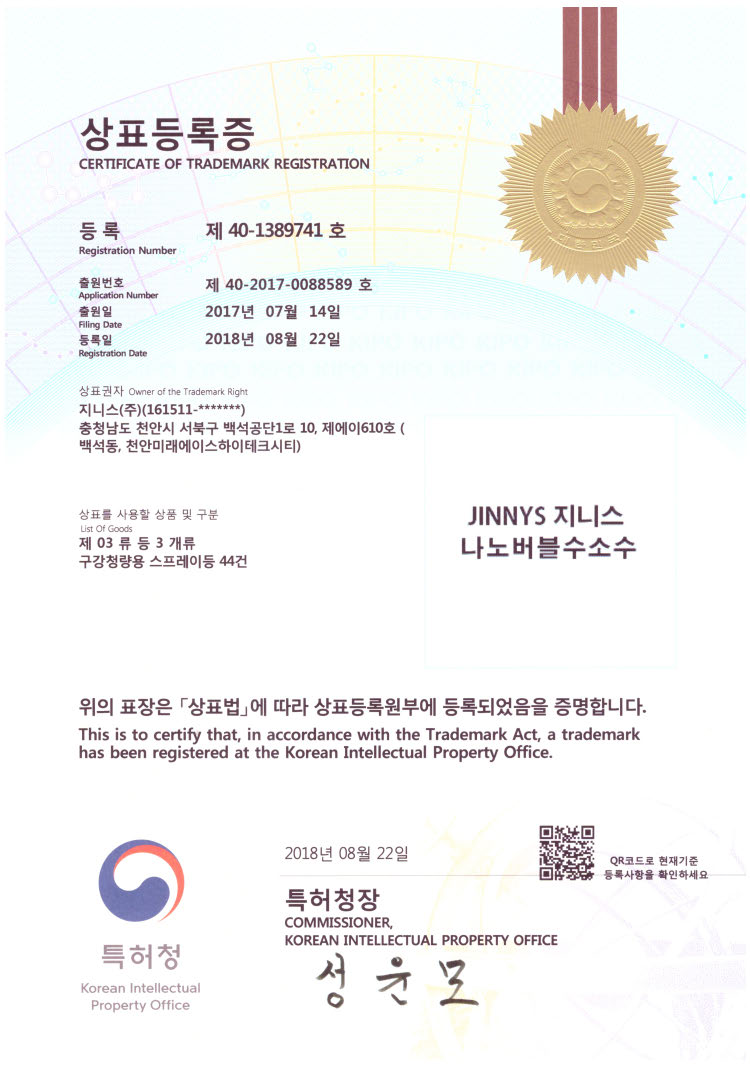 상표등록증
CERTIFICATE OF TRADEMARK REGISTRATION
등 록 제 40-1389741 호
Registration Number
출원번호 제 40-2017-0088589 호
Application Number
출원일 2017년 07월 14일
Filing Date
등록일 2018년 08월 22일
Registration Date
상표권자 Owner of the Trademark Right
지니스(주)(161511-*******)
충청남도 천안시 서북구 백석공단1로 10, 제에이610호 (
백석동, 천안미래에이스하이테크시티)
상표를 사용할 상품 및 구분
List Of Goods
제 03 류 등 3 개류
구강청량용 스프레이등 44건
JINNYS 지니스
나노버블수소수
위의 표장은 「상표법」에 따라 상표등록원부에 등록되었음을 증명합니다.
This is to certify that, in accordance with the Trademark Act, a trademark
has been registered at the Korean Intellectual Property Office.
2018년 08월 22일
QR코드로 현재기준
등록사항을 확인하세요
특허청장
COMMISSIONER,
KOREAN INTELLECTUAL PROPERTY OFFICE
성윤모
특허청
Korean Intellectual
Property Office